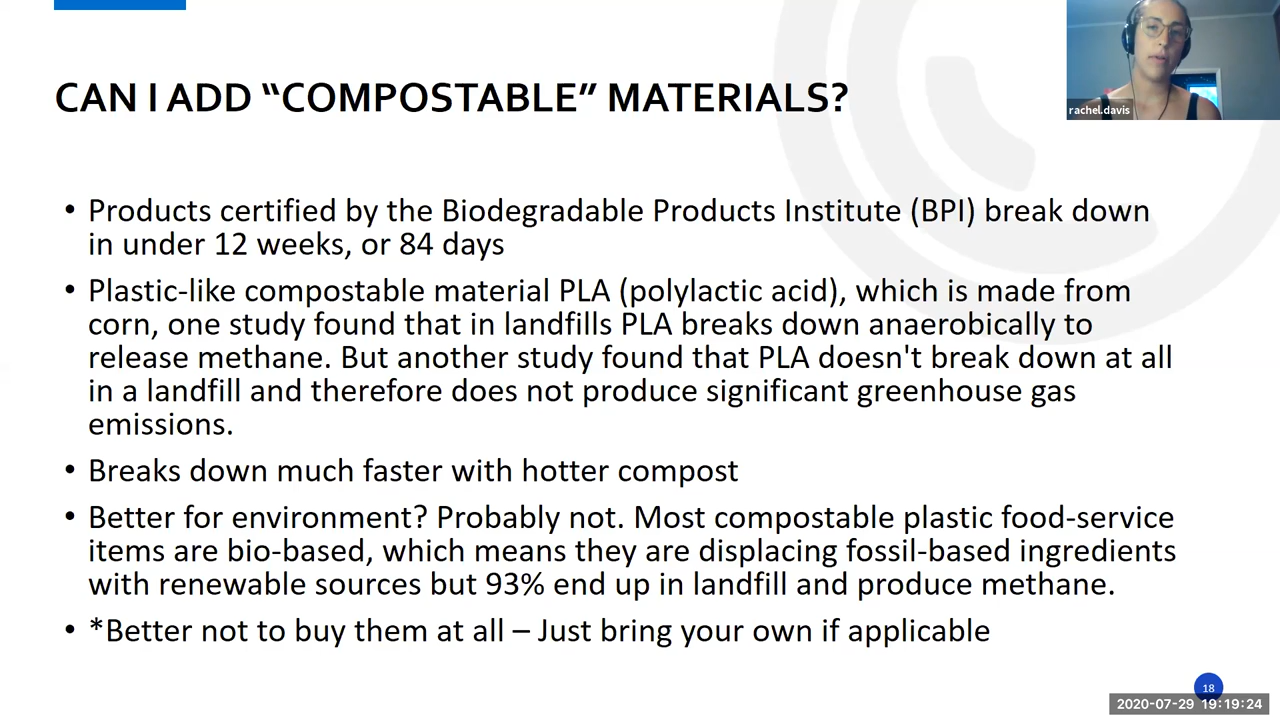 CAN I ADD “COMPOSTABLE” MATERIALS?
rachel.davis
• Products certified by the Biodegradable Products Institute (BPI) break down
in under 12 weeks, or 84 days
• Plastic-like compostable material PLA (polylactic acid), which is made from
corn, one study found that in landfills PLA breaks down anaerobically to
release methane. But another study found that PLA doesn't break down at all
in a landfill and therefore does not produce significant greenhouse gas
emissions.
• Breaks down much faster with hotter compost
• Better for environment? Probably not. Most compostable plastic food-service
items are bio-based, which means they are displacing fossil-based ingredients
with renewable sources but 93% end up in landfill and produce methane.
• *Better not to buy them at all – Just bring your own if applicable
18
2020-07-29 19:19:24